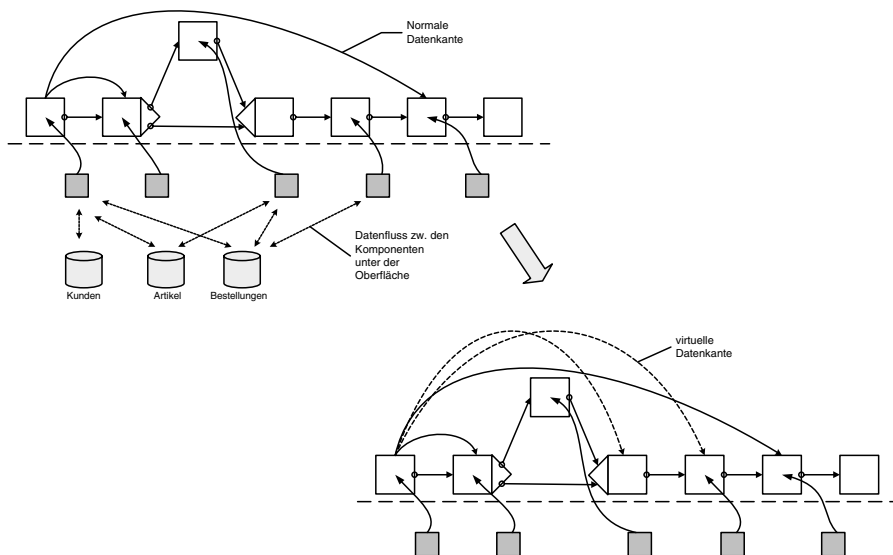 Normale
Datenkante
Datenfluss zw. den
Komponenten
unter der
Oberfläche
Kunden
Artikel
Bestellungen
virtuelle
Datenkante